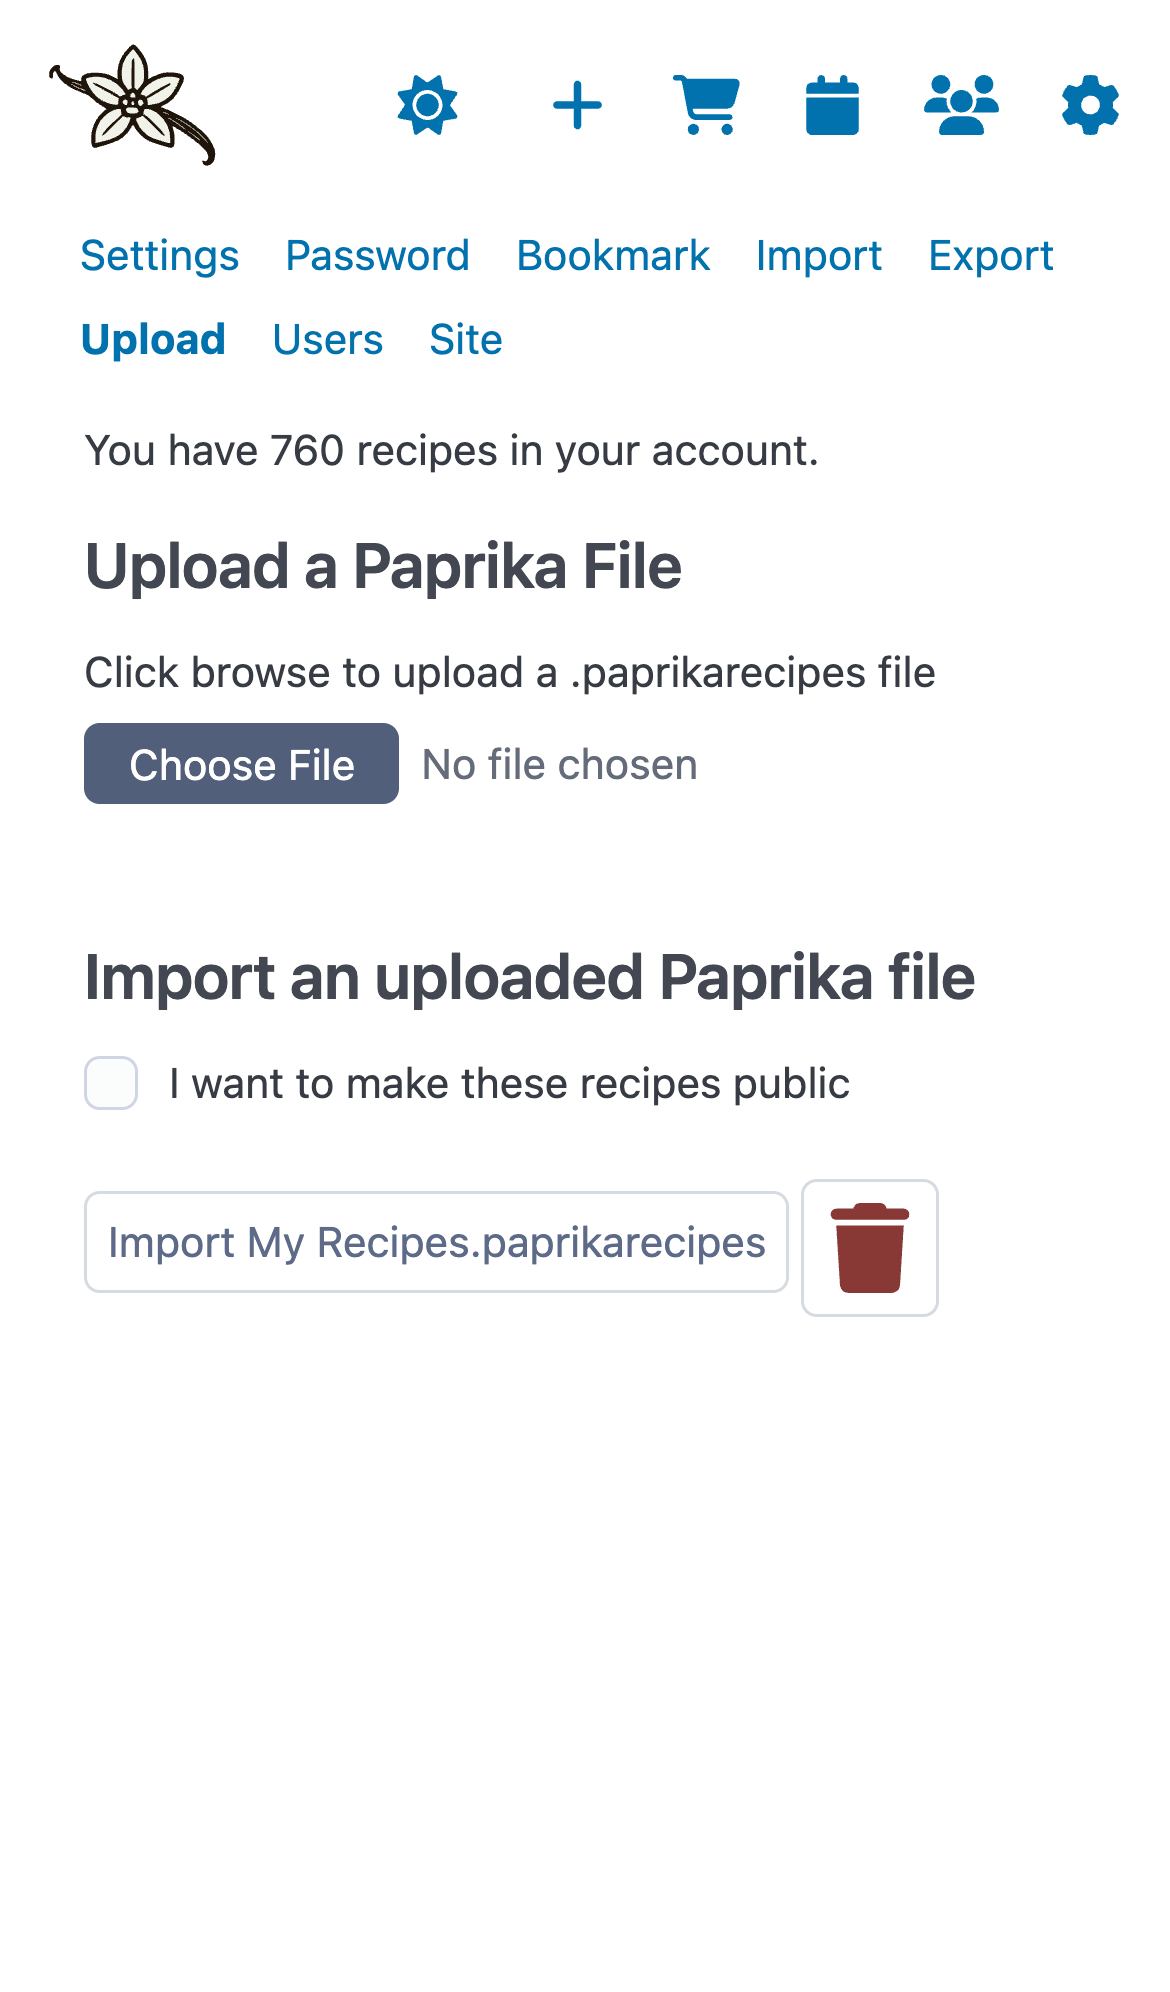 Settings Password Bookmark Import Export
Upload Users Site
You have 760 recipes in your account.
Upload a Paprika File
Click browse to upload a .paprikarecipes file
Choose File No file chosen
Import an uploaded Paprika file
I want to make these recipes public
Import My Recipes.paprikarecipes